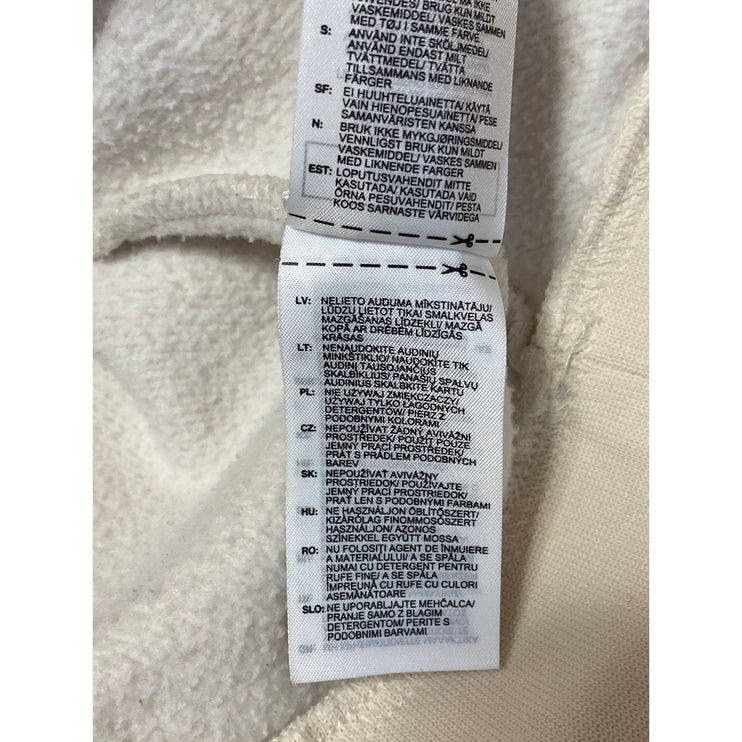 VASKEMIDDEL/ VASKES SAMMEN
MED TØJ I SAMME FARVE
S: ANVÄND INTE SKÖLJMEDEL/
ANVÄND ENDAST MILT
TVÄTTMEDEL/ TVÄTTA
TILLSAMMANS MED LIKNANDE
FÄRGER
SF: EI HUUHTELUAINETTA/ KÄYTÄ
VAIN HIENOPESUAINETTA/ PESE
SAMANVÄRISTEN KANSSA
N: BRUK IKKE MYKGJØRINGSMIDDEL/
VENNLIGST BRUK KUN MILDT
VASKEMIDDEL/ VASKES SAMMEN
MED LIKNENDE FARGER
EST: LOPUTUSVAHENDIT MITTE
KASUTADA/ KASUTADA VAID
ÕRNA PESUVAHENDIT/ PESTA
KOOS SARNASTE VÄRVIDEGA
LV: NELIETO AUDUMA MĪKSTINĀTĀJU/
LŪDZU LIETOT TIKAI SMALKVEĻAS
MAZGĀŠANAS LĪDZEKLI/ MAZGĀ
KOPĀ AR DRĒBĒM LĪDZĪGĀS
KRĀSAS
LT: NENAUDOKITE AUDINIŲ
MINKŠTIKLIO/ NAUDOKITE TIK
AUDINĮ TAUSOJANČIUS
SKALBIKLIUS/ PANAŠIŲ SPALVŲ
AUDINIUS SKALBKITE KARTU
PL: NIE UŻYWAJ ZMIĘKCZACZY/
UŻYWAJ TYLKO ŁAGODNYCH
DETERGENTÓW/ PIERZ Z
PODOBNYMI KOLORAMI
CZ: NEPOUŽÍVAT ŽÁDNÝ AVIVÁŽNÍ
PROSTŘEDEK/ POUŽÍT POUZE
JEMNÝ PRACÍ PROSTŘEDEK/
PRÁT S PRÁDLEM PODOBNÝCH
BAREV
SK: NEPOUŽÍVAŤ AVIVÁŽNY
PROSTRIEDOK/ POUŽÍVAJTE
JEMNÝ PRACÍ PROSTRIEDOK/
PRAŤ LEN S PODOBNÝMI FARBAMI
HU: NE HASZNÁLJON ÖBLÍTŐSZERT/
KIZÁRÓLAG FINOMMOSÓSZERT
HASZNÁLJON/ AZONOS
SZÍNEKKEL EGYÜTT MOSSA
RO: NU FOLOSIŢI AGENT DE ÎNMUIERE
A MATERIALULUI/ A SE SPĂLA
NUMAI CU DETERGENT PENTRU
RUFE FINE/ A SE SPĂLA
ÎMPREUNĂ CU RUFE CU CULORI
ASEMĂNATOARE
SLO: NE UPORABLJAJTE MEHČALCA/
PRANJE SAMO Z BLAGIM
DETERGENTOM/ PERITE S
PODOBNIMI BARVAMI